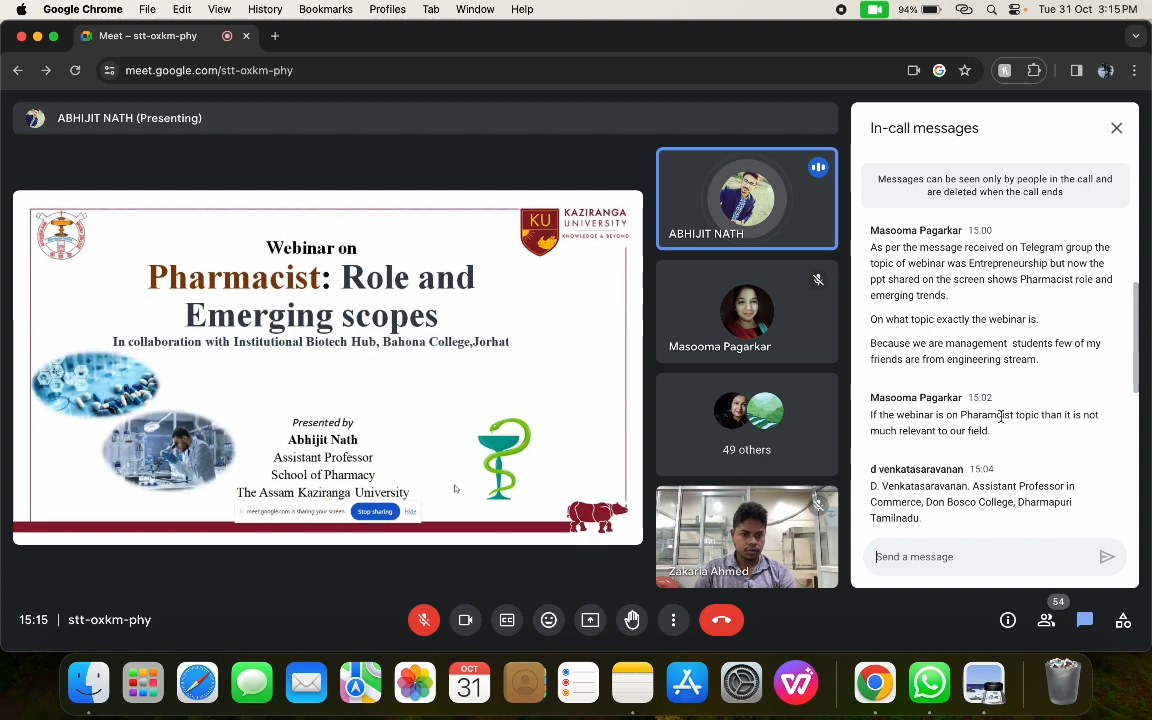 Google Chrome File Edit View History Bookmarks Profiles Tab Window Help 94% Tue 31 Oct 3:15 PM
Meet – stt-oxkm-phy
meet.google.com/stt-oxkm-phy
ABHIJIT NATH (Presenting)
KU
KAZIRANGA
UNIVERSITY
KNOWLEDGE & BEYOND
Webinar on
Pharmacist: Role and
Emerging scopes
In collaboration with Institutional Biotech Hub, Bahona College,Jorhat
Presented by
Abhijit Nath
Assistant Professor
School of Pharmacy
The Assam Kaziranga University
meet.google.com is sharing your screen. Stop sharing Hide
ABHIJIT NATH
Masooma Pagarkar
49 others
Zakaria Ahmed
In-call messages
Messages can be seen only by people in the call and
are deleted when the call ends
Masooma Pagarkar 15:00
As per the message received on Telegram group the
topic of webinar was Entrepreneurship but now the
ppt shared on the screen shows Pharmacist role and
emerging trends.
On what topic exactly the webinar is.
Because we are management students few of my
friends are from engineering stream.
Masooma Pagarkar 15:02
If the webinar is on Pharamcist topic than it is not
much relevant to our field.
d venkatasaravanan 15:04
D. Venkatasaravanan. Assistant Professor in
Commerce, Don Bosco College, Dharmapuri
Tamilnadu.
Send a message
15:15 | stt-oxkm-phy
54
OCT
31